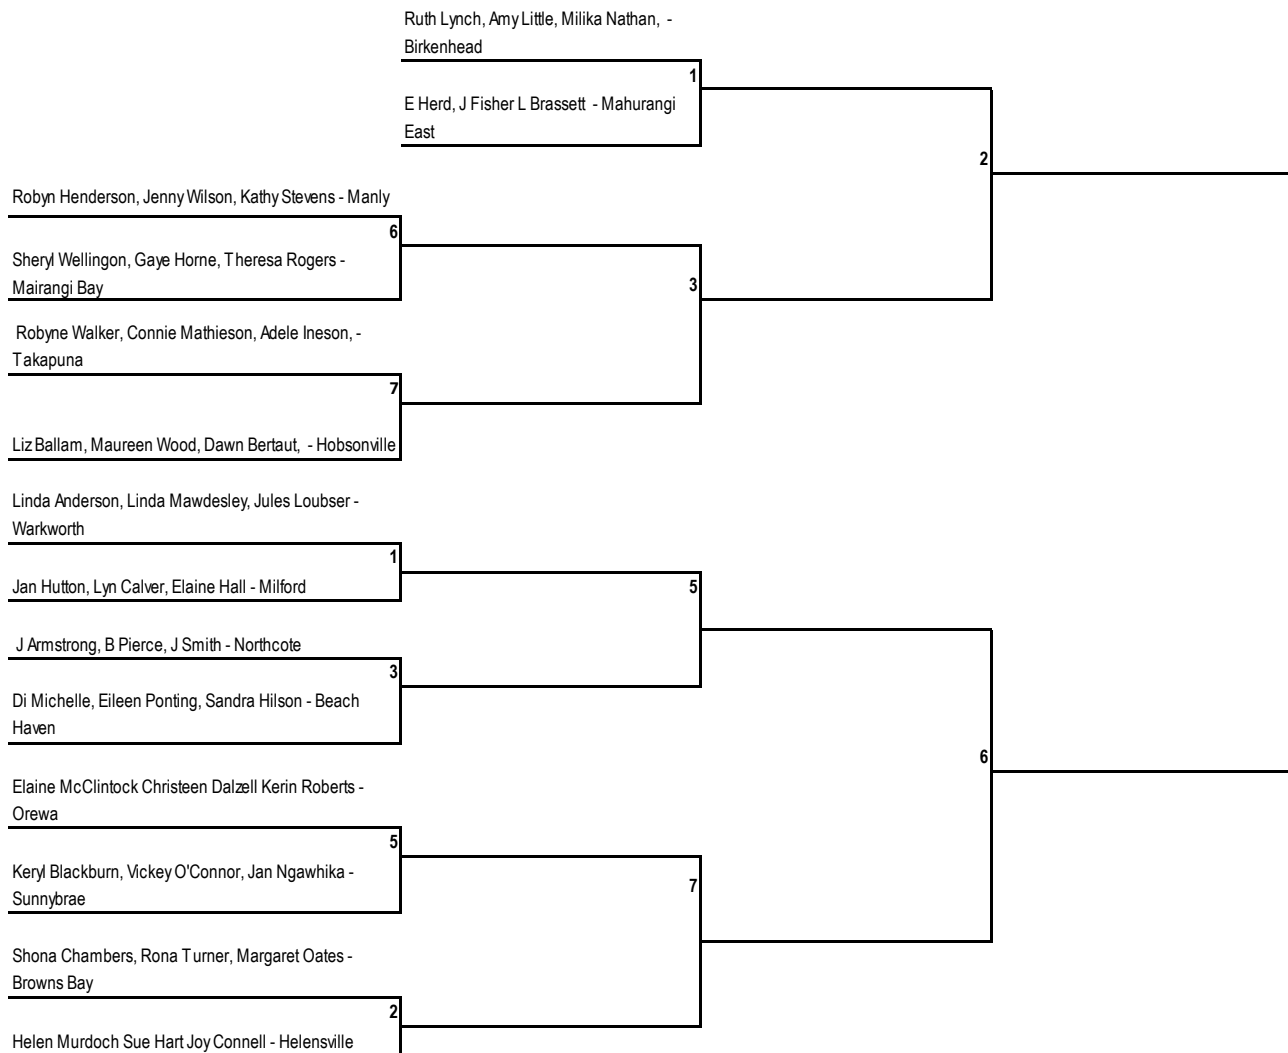 Ruth Lynch, Amy Little, Milika Nathan,  -
Birkenhead
1
E Herd, J Fisher L Brassett  - Mahurangi
East
2
Robyn Henderson, Jenny Wilson, Kathy Stevens - Manly
6
Sheryl Wellingon, Gaye Horne, Theresa Rogers -
Mairangi Bay
3
Robyne Walker, Connie Mathieson, Adele Ineson, -
Takapuna
7
Liz Ballam, Maureen Wood, Dawn Bertaut,  - Hobsonville
Linda Anderson, Linda Mawdesley, Jules Loubser -
Warkworth
1
Jan Hutton, Lyn Calver, Elaine Hall - Milford
5
J Armstrong, B Pierce, J Smith - Northcote
3
Di Michelle, Eileen Ponting, Sandra Hilson - Beach
Haven
6
Elaine McClintock Christeen Dalzell Kerin Roberts -
Orewa
5
Keryl Blackburn, Vickey O'Connor, Jan Ngawhika -
Sunnybrae
7
Shona Chambers, Rona Turner, Margaret Oates -
Browns Bay
2
Helen Murdoch Sue Hart Joy Connell - Helensville